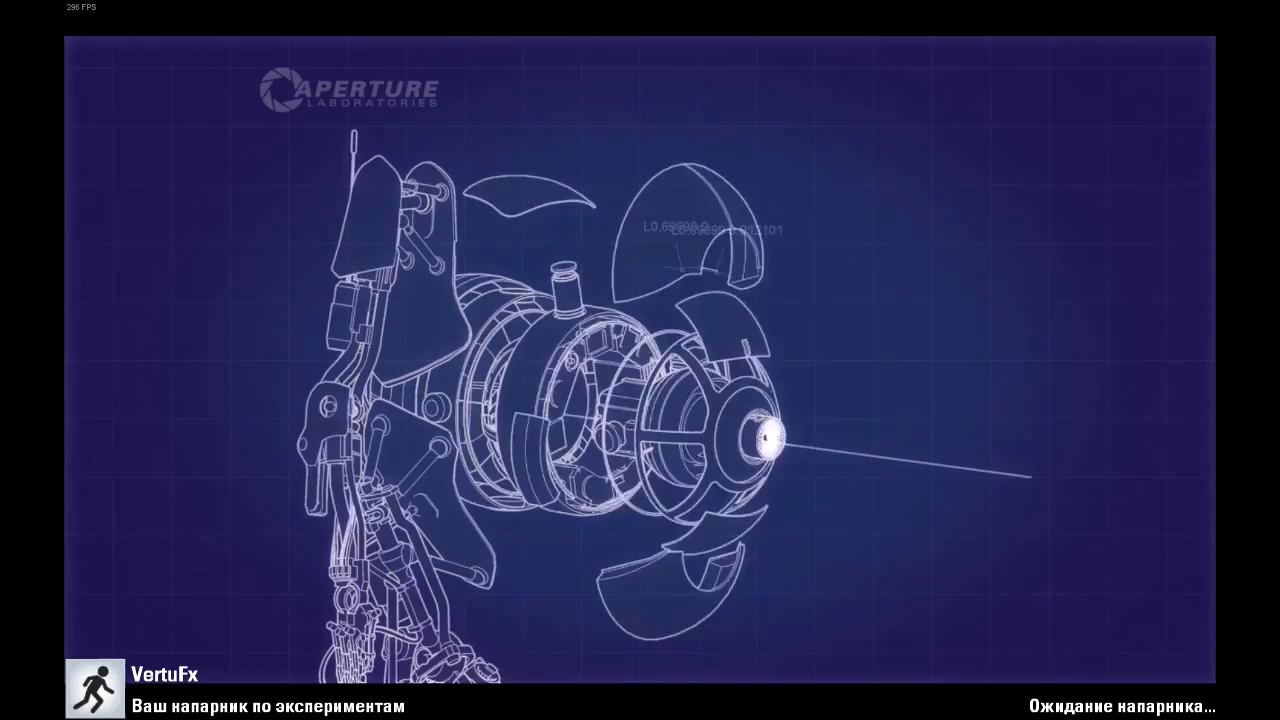 296 FPS
APERTURE
LABORATORIES
VertuFx
Ваш напарник по экспериментам
Ожидание напарника...